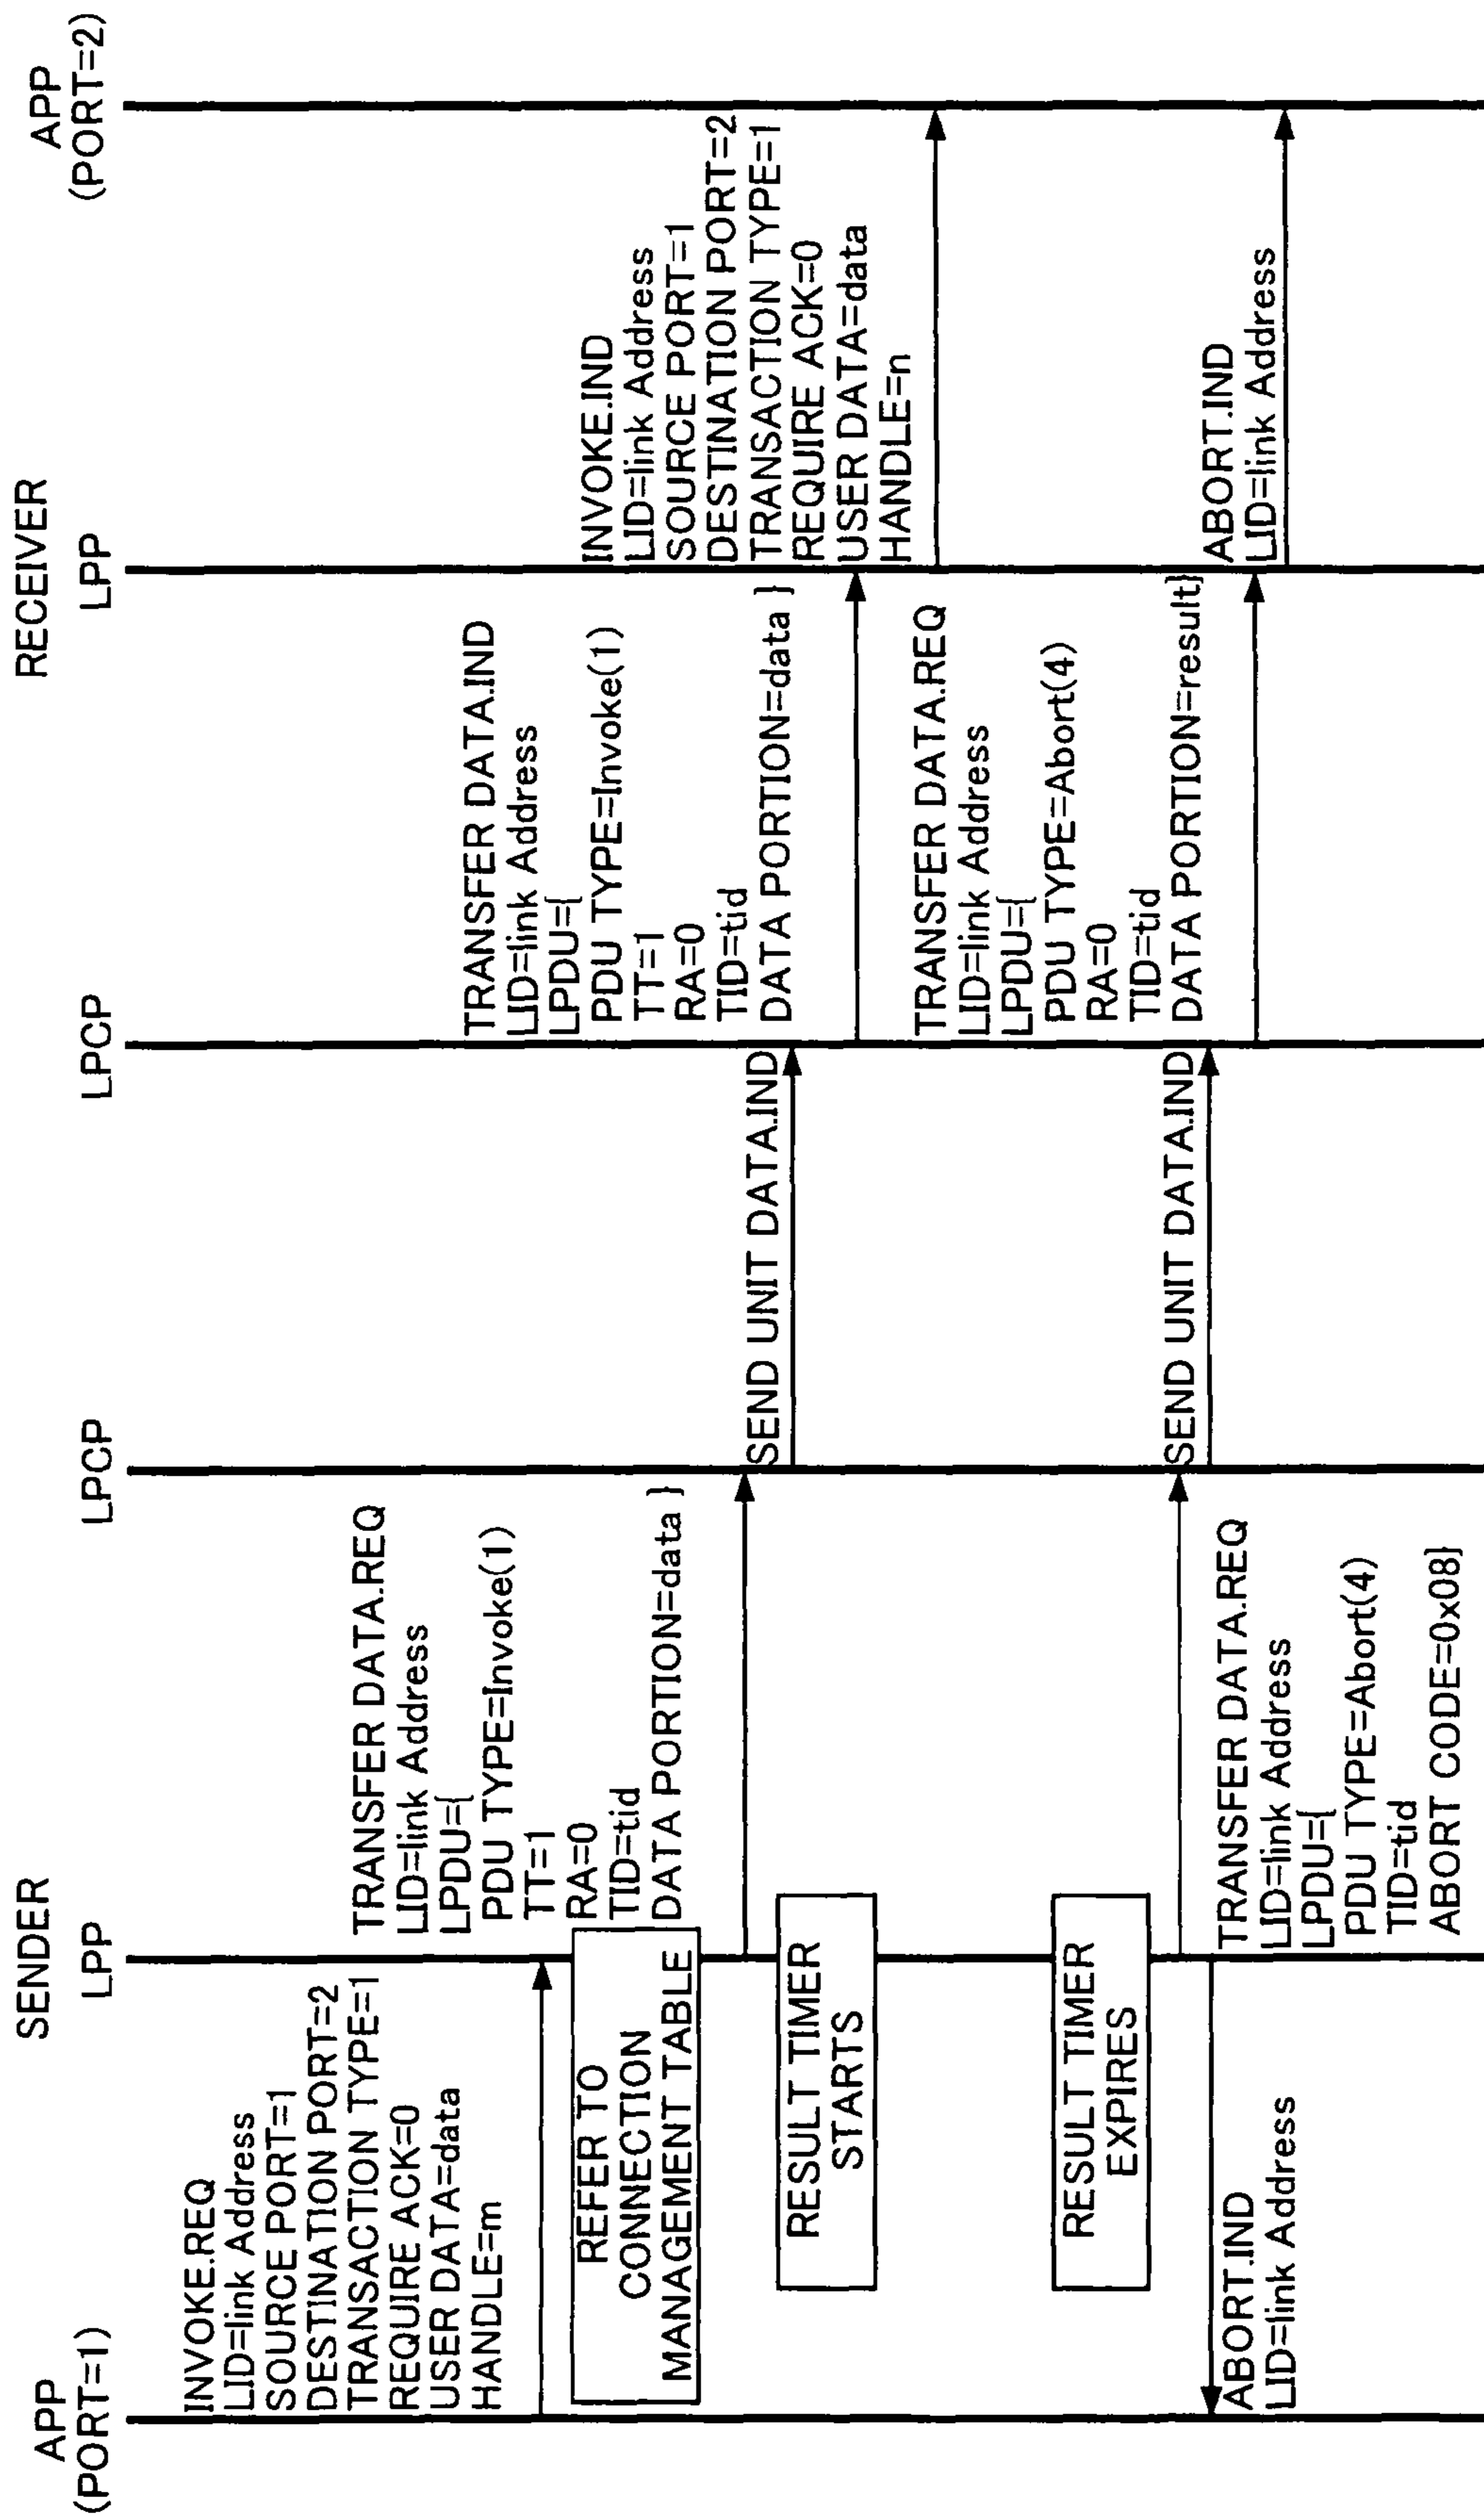 SENDER
RECEIVER
APP
(PORT=1)
LPP
LPCP
LPCP
LPP
APP
(PORT=2)
INVOKE.REQ
LID=link Address
SOURCE PORT=1
DESTINATION PORT=2
TRANSACTION TYPE=1
REQUIRE ACK=0
USER DATA=data
HANDLE=m
REFER TO
CONNECTION
MANAGEMENT TABLE
TRANSFER DATA.REQ
LID=link Address
LPDU={
PDU TYPE=Invoke(1)
TT=1
RA=0
TID=tid
DATA PORTION=data }
RESULT TIMER
STARTS
SEND UNIT DATA.IND
TRANSFER DATA.IND
LID=link Address
LPDU={
PDU TYPE=Invoke(1)
TT=1
RA=0
TID=tid
DATA PORTION=data }
INVOKE.IND
LID=link Address
SOURCE PORT=1
DESTINATION PORT=2
TRANSACTION TYPE=1
REQUIRE ACK=0
USER DATA=data
HANDLE=n
RESULT TIMER
EXPIRES
TRANSFER DATA.REQ
LID=link Address
LPDU={
PDU TYPE=Abort(4)
TID=tid
ABORT CODE=0x08}
ABORT.IND
LID=link Address
SEND UNIT DATA.IND
TRANSFER DATA.REQ
LID=link Address
LPDU={
PDU TYPE=Abort(4)
RA=0
TID=tid
DATA PORTION=result}
ABORT.IND
LID=link Address